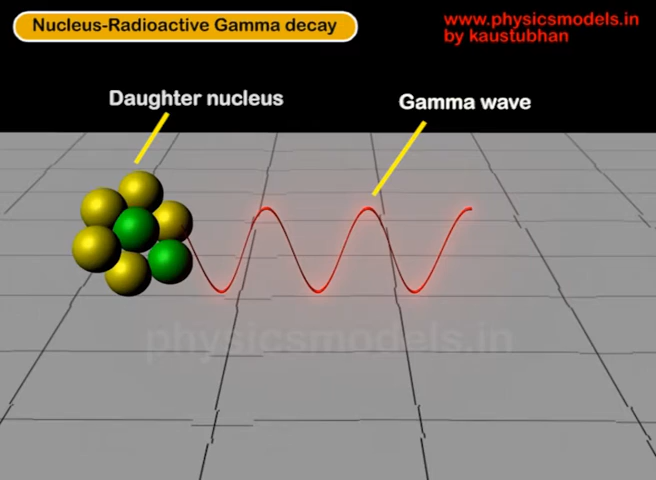 Nucleus-Radioactive Gamma decay
www.physicsmodels.in
by kaustubhan
Daughter nucleus
Gamma wave
physicsmodels.in